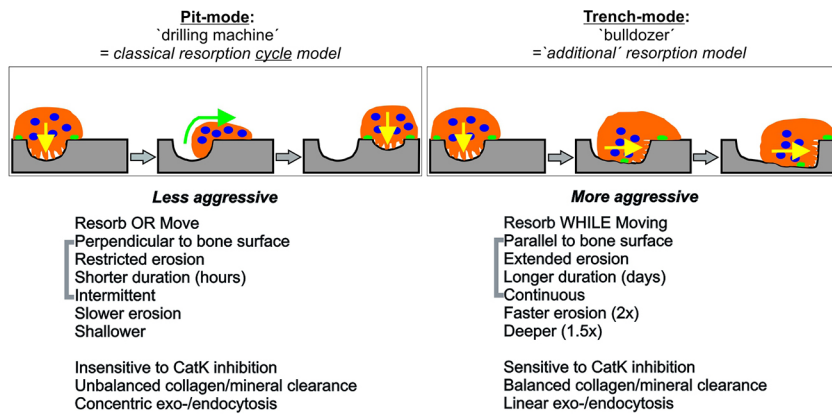 Pit-mode:
`drilling machine´
= classical resorption cycle model
Less aggressive
Resorb OR Move
Perpendicular to bone surface
Restricted erosion
Shorter duration (hours)
Intermittent
Slower erosion
Shallower
Insensitive to CatK inhibition
Unbalanced collagen/mineral clearance
Concentric exo-/endocytosis
Trench-mode:
`bulldozer´
=`additional´ resorption model
More aggressive
Resorb WHILE Moving
Parallel to bone surface
Extended erosion
Longer duration (days)
Continuous
Faster erosion (2x)
Deeper (1.5x)
Sensitive to CatK inhibition
Balanced collagen/mineral clearance
Linear exo-/endocytosis